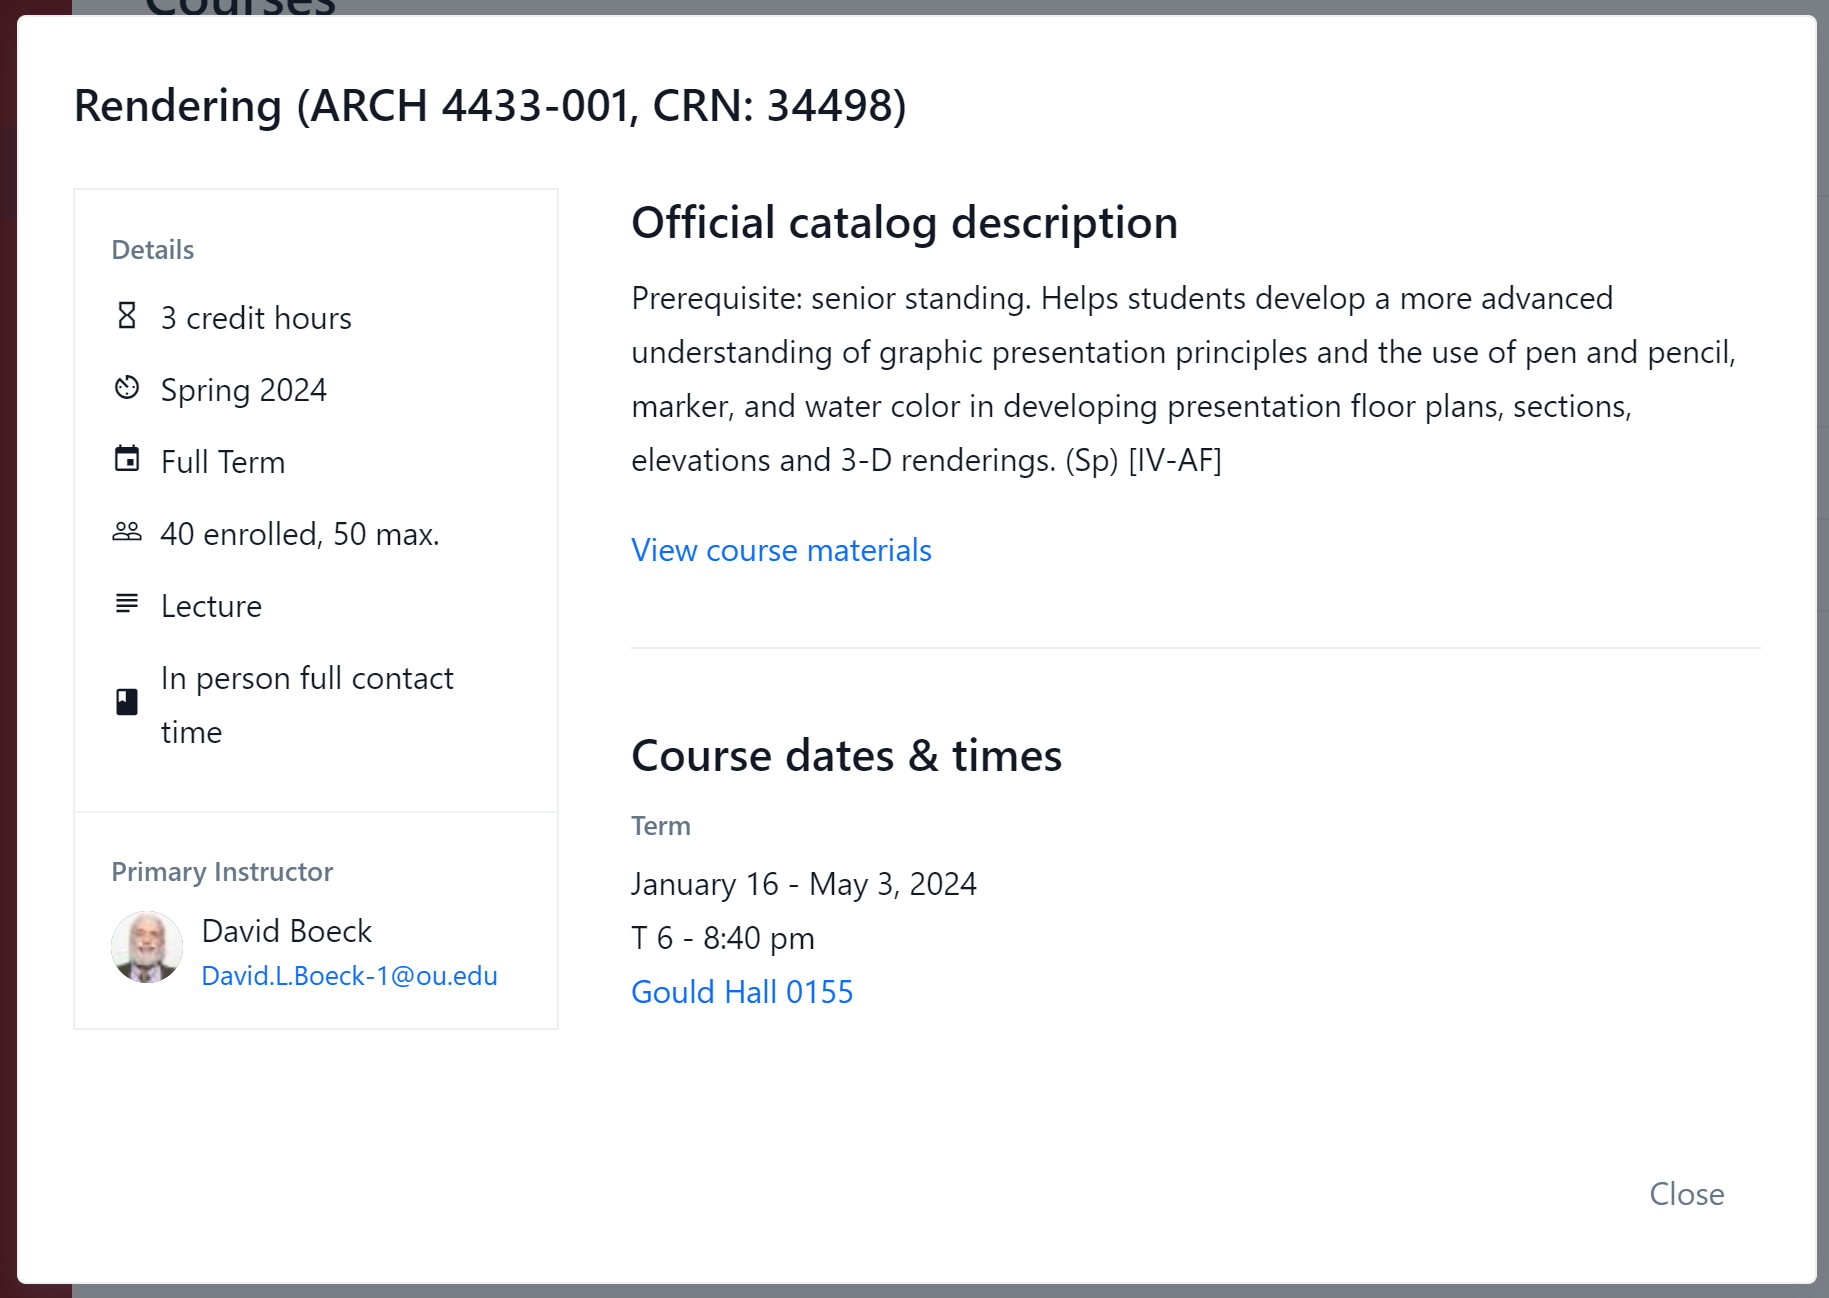 Courses
Rendering (ARCH 4433-001, CRN: 34498)
Details
3 credit hours
Spring 2024
Full Term
40 enrolled, 50 max.
Lecture
In person full contact
time
Primary Instructor
David Boeck
David.L.Boeck-1@ou.edu
Official catalog description
Prerequisite: senior standing. Helps students develop a more advanced
understanding of graphic presentation principles and the use of pen and pencil,
marker, and water color in developing presentation floor plans, sections,
elevations and 3-D renderings. (Sp) [IV-AF]
View course materials
Course dates & times
Term
January 16 - May 3, 2024
T 6 - 8:40 pm
Gould Hall 0155
Close